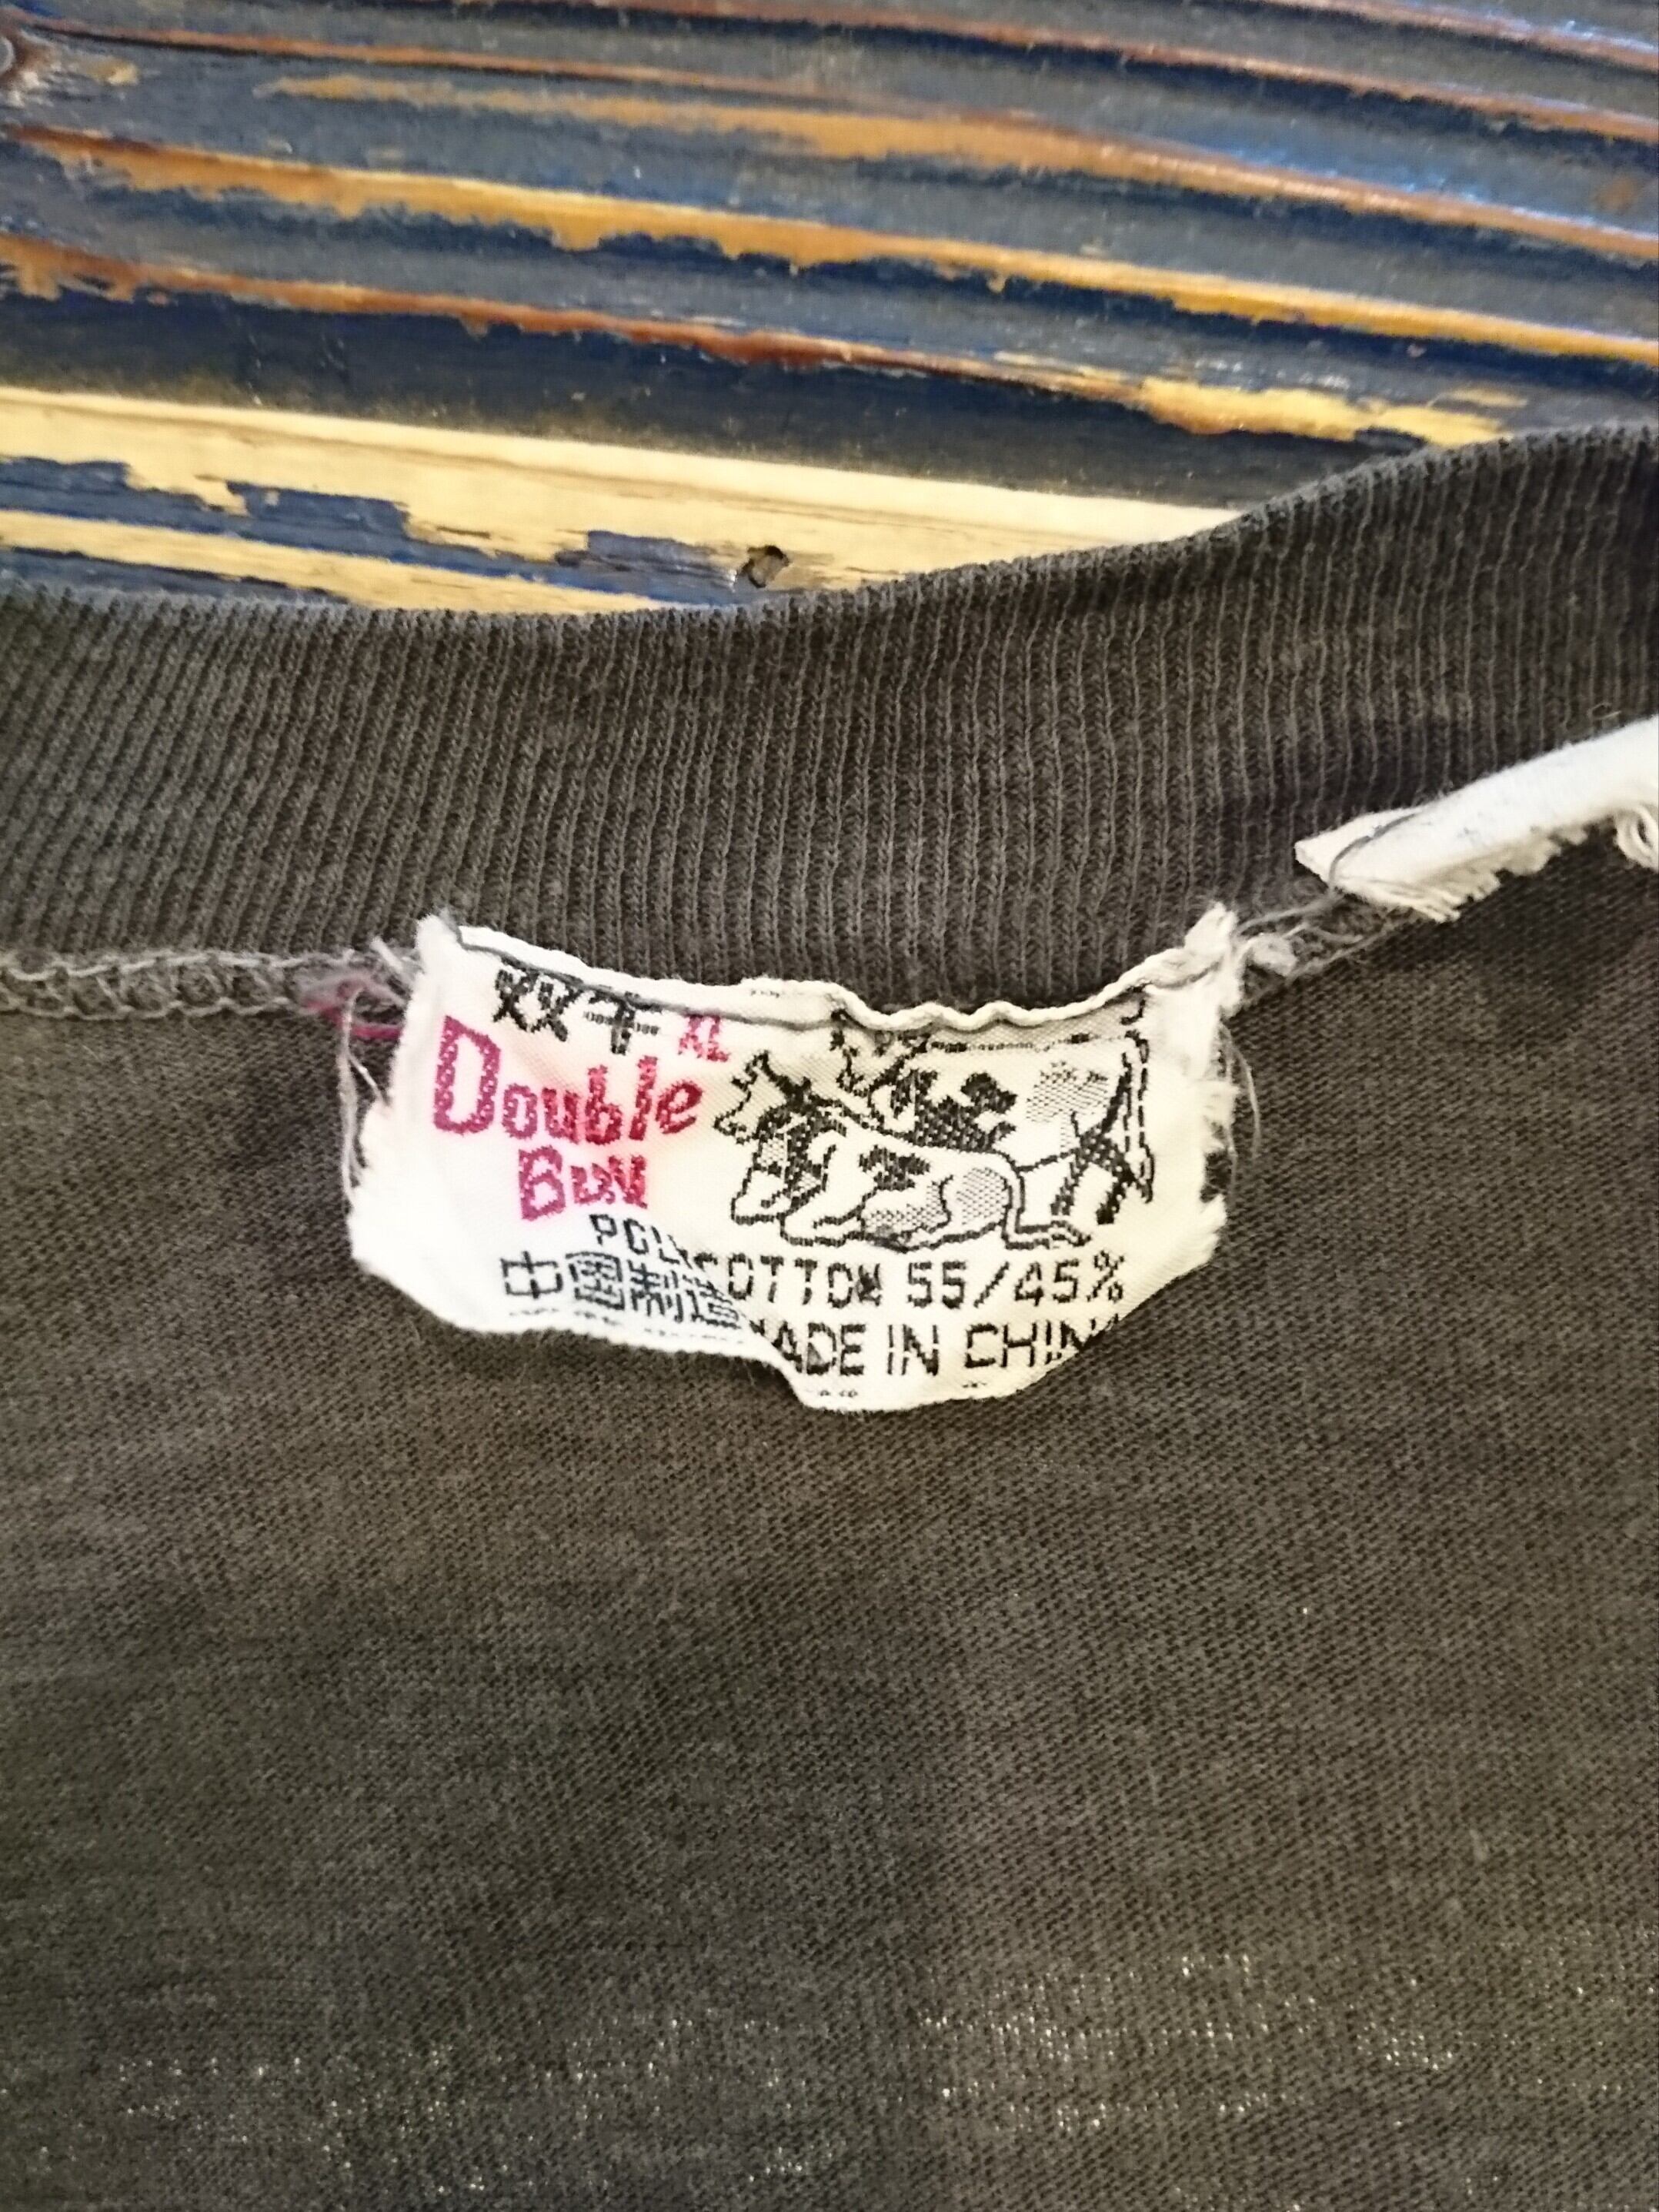 双牛 XL
Double
Bull
POLY COTTON 55/45%
中国制造
MADE IN CHINA